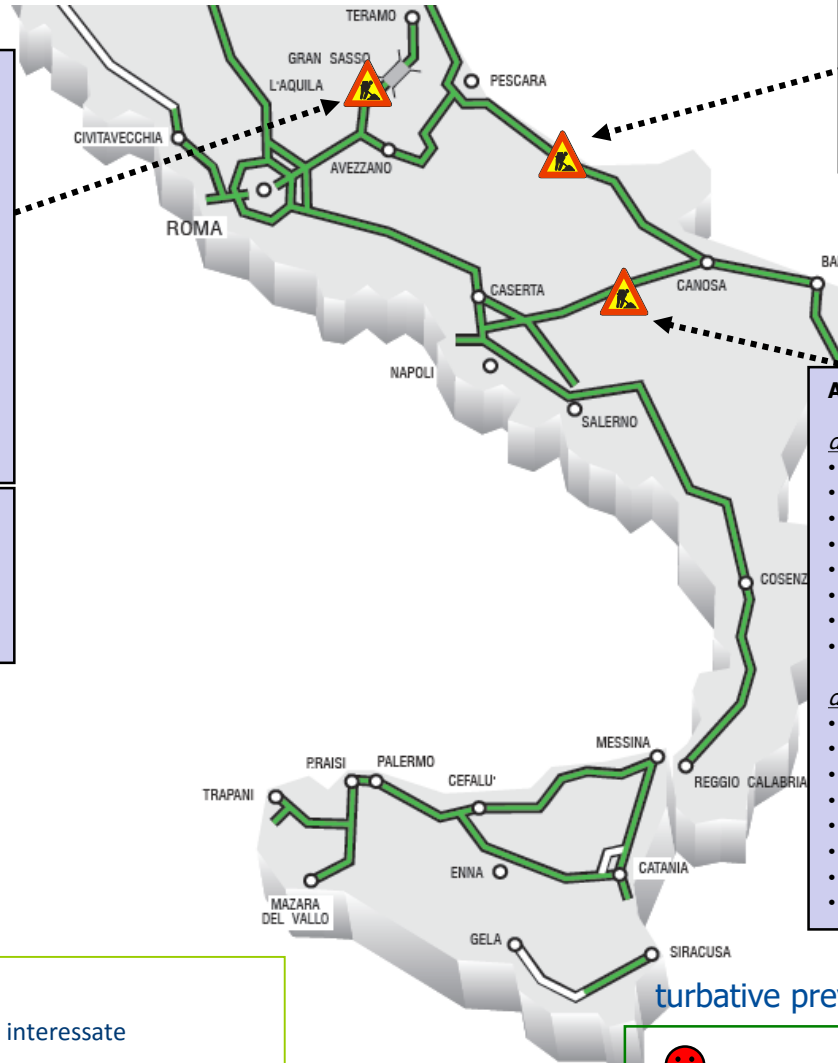 TERAMO
GRAN SASSO
L'AQUILA
PESCARA
CIVITAVECCHIA
AVEZZANO
ROMA
CANOSA
BA
CASERTA
NAPOLI
SALERNO
A
COSENZ
MESSINA
P.RAISI
PALERMO
CEFALU'
TRAPANI
REGGIO CALABRIA
ENNA
CATANIA
MAZARA
DEL VALLO
GELA
SIRACUSA
turbative pre
interessate